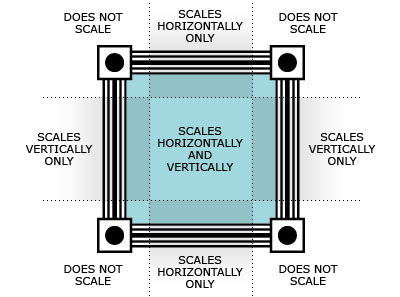 DOES NOT
SCALE
SCALES
HORIZONTALLY
ONLY
DOES NOT
SCALE
SCALES
VERTICALLY
ONLY
SCALES
HORIZONTALLY
AND
VERTICALLY
SCALES
VERTICALLY
ONLY
DOES NOT
SCALE
SCALES
HORIZONTALLY
ONLY
DOES NOT
SCALE